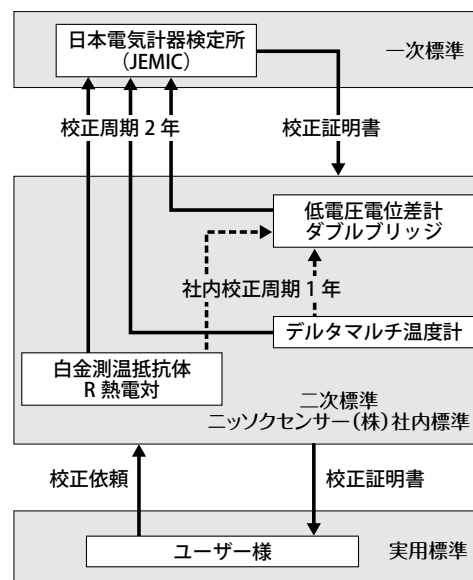 日本電気計器検定所
（JEMIC）
一次標準
校正周期 2 年
校正証明書
低電圧電位差計
ダブルブリッジ
社内校正周期 1 年
デルタマルチ温度計
白金測温抵抗体
R 熱電対
二次標準
ニッソクセンサー（株）社内標準
校正依頼
校正証明書
ユーザー様
実用標準